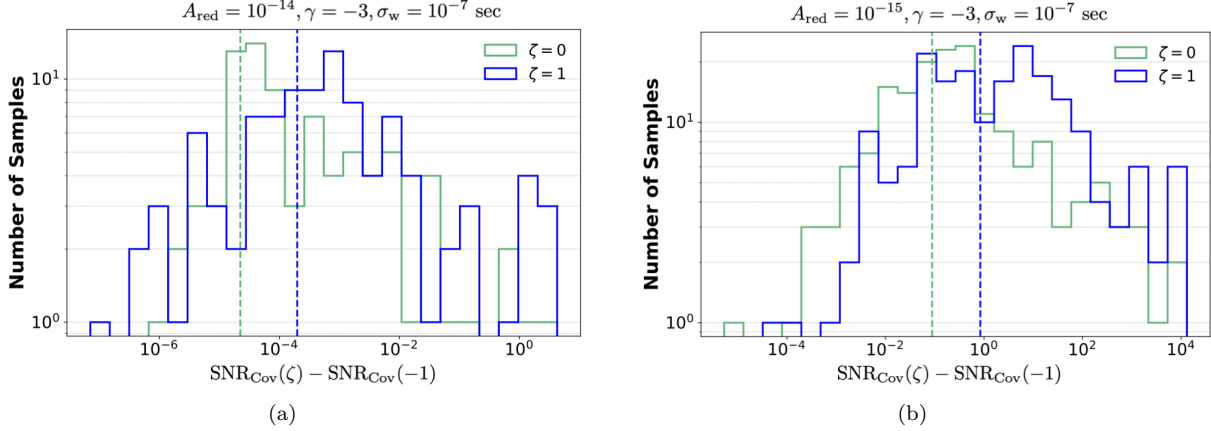 A_red = 10^−14, γ = −3, σ_w = 10^−7 sec
Number of Samples
10^1
10^0
ζ = 0
ζ = 1
10^−6 10^−4 10^−2 10^0
SNR_Cov(ζ) − SNR_Cov(−1)
(a)
A_red = 10^−15, γ = −3, σ_w = 10^−7 sec
Number of Samples
10^1
10^0
ζ = 0
ζ = 1
10^−4 10^−2 10^0 10^2 10^4
SNR_Cov(ζ) − SNR_Cov(−1)
(b)